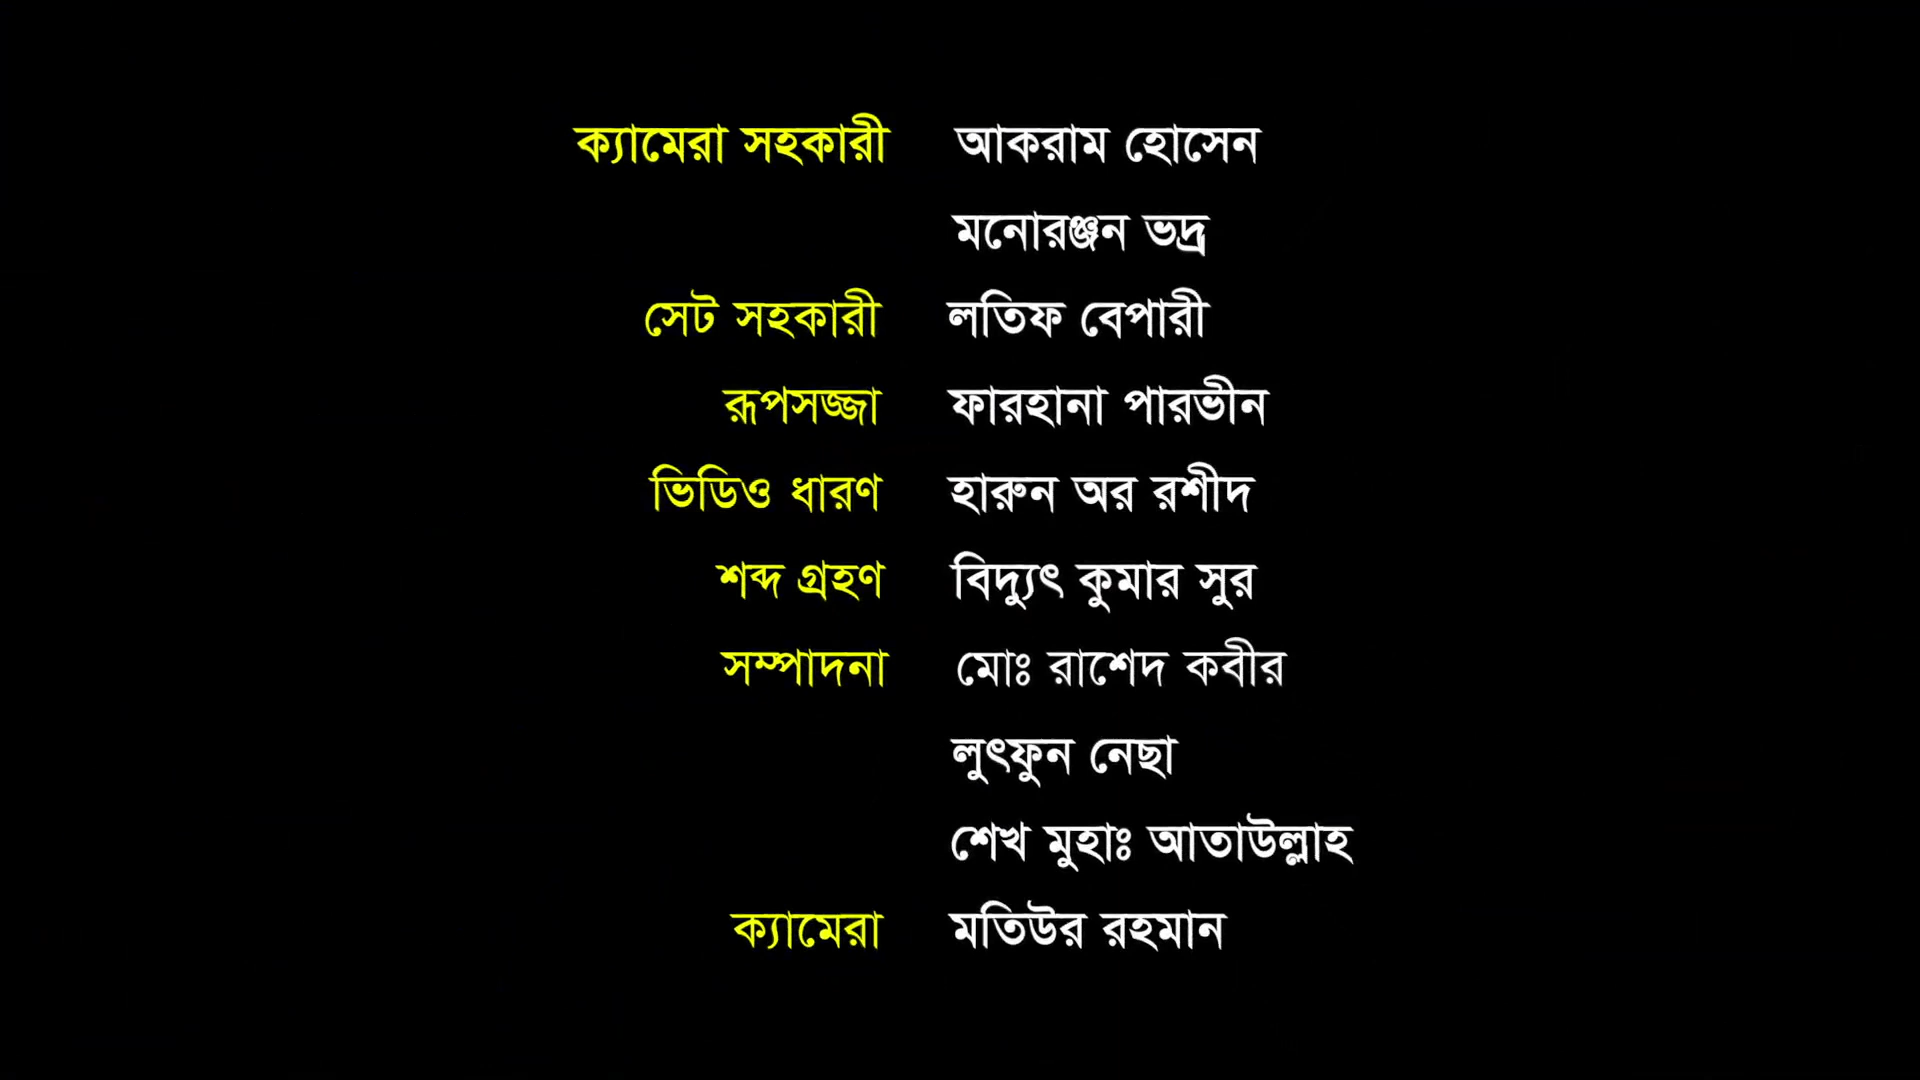 ক্যামেরা সহকারী আকরাম হোসেন
মনোরঞ্জন ভদ্র
সেট সহকারী লতিফ বেপারী
রূপসজ্জা ফারহানা পারভীন
ভিডিও ধারণ হারুন অর রশীদ
শব্দ গ্রহণ বিদ্যুৎ কুমার সুর
সম্পাদনা মোঃ রাশেদ কবীর
লুৎফুন নেছা
শেখ মুহাঃ আতাউল্লাহ
ক্যামেরা মতিউর রহমান